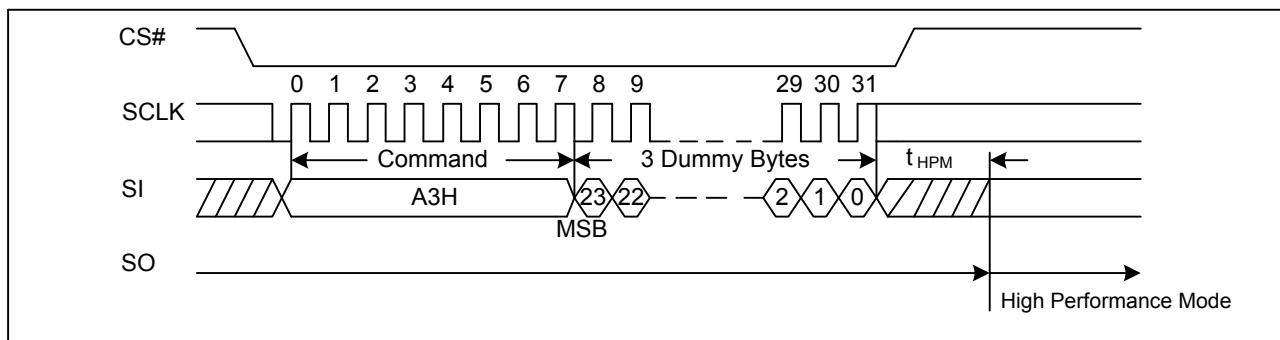 CS#
0 1 2 3 4 5 6 7 8 9 29 30 31
SCLK
Command 3 Dummy Bytes tHPM
SI A3H 23 22 2 1 0
MSB
SO
High Performance Mode